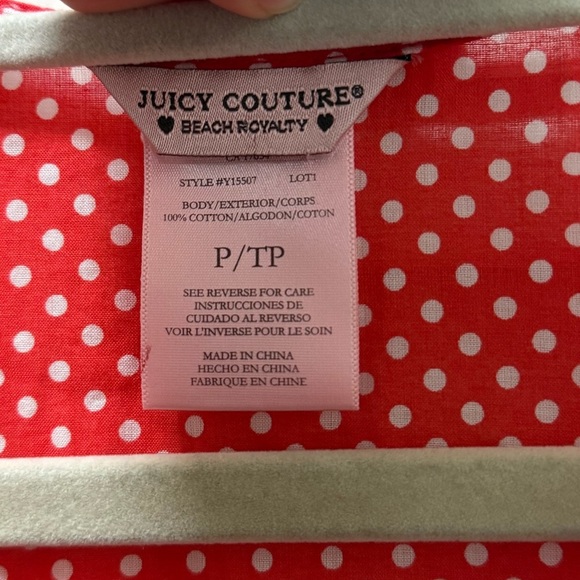 JUICY COUTURE®
BEACH ROYALTY
STYLE #Y15507 LOT1
BODY/EXTERIOR/CORPS
100% COTTON/ALGODON/COTON
P/TP
SEE REVERSE FOR CARE
INSTRUCCIONES DE
CUIDADO AL REVERSO
VOIR L'INVERSE POUR LE SOIN
MADE IN CHINA
HECHO EN CHINA
FABRIQUE EN CHINE